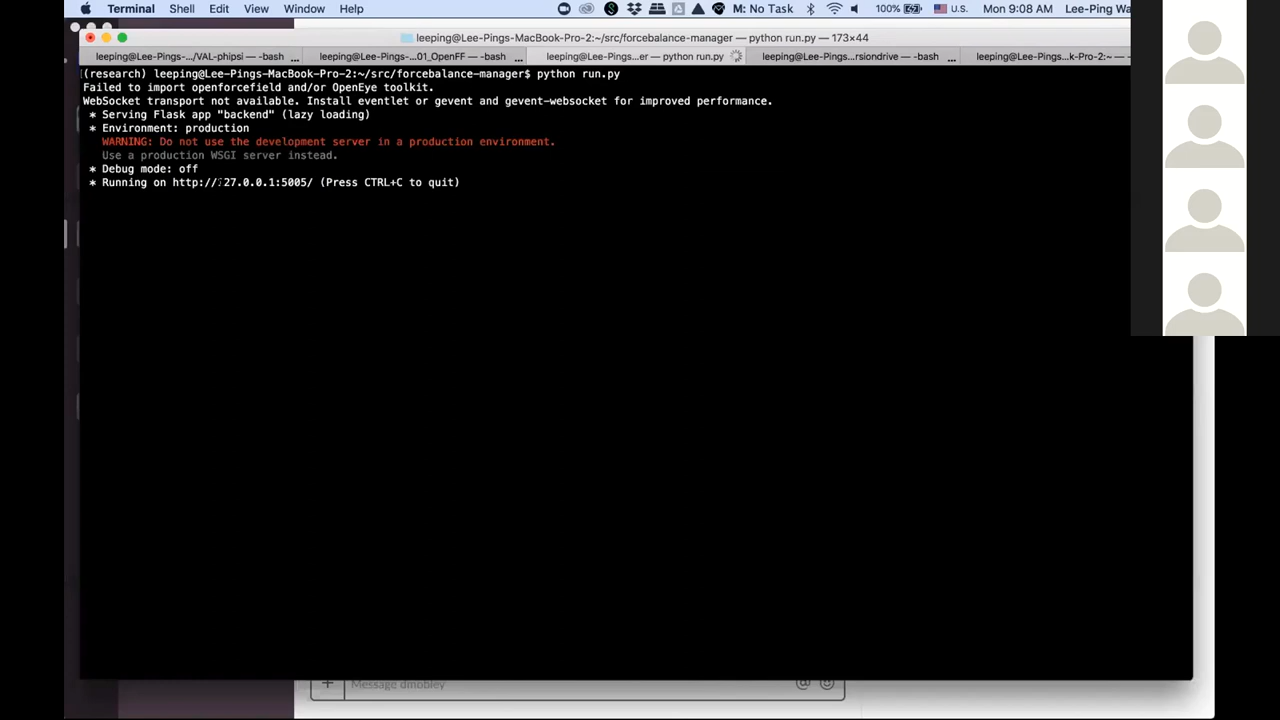 Terminal Shell Edit View Window Help M: No Task 100% U.S. Mon 9:08 AM Lee-Ping Wa
leeping@Lee-Pings-MacBook-Pro-2:~/src/forcebalance-manager — python run.py — 173×44
leeping@Lee-Pings-.../VAL-phipsi — -bash ... leeping@Lee-Pings-...01_OpenFF — -bash ... leeping@Lee-Pings...er — python run.py leeping@Lee-Pings...rsiondrive — -bash ... leeping@Lee-Pings...k-Pro-2:~ —
(research) leeping@Lee-Pings-MacBook-Pro-2:~/src/forcebalance-manager$ python run.py
Failed to import openforcefield and/or OpenEye toolkit.
WebSocket transport not available. Install eventlet or gevent and gevent-websocket for improved performance.
* Serving Flask app "backend" (lazy loading)
* Environment: production
WARNING: Do not use the development server in a production environment.
Use a production WSGI server instead.
* Debug mode: off
* Running on http://127.0.0.1:5005/ (Press CTRL+C to quit)
+ Message dmobley @